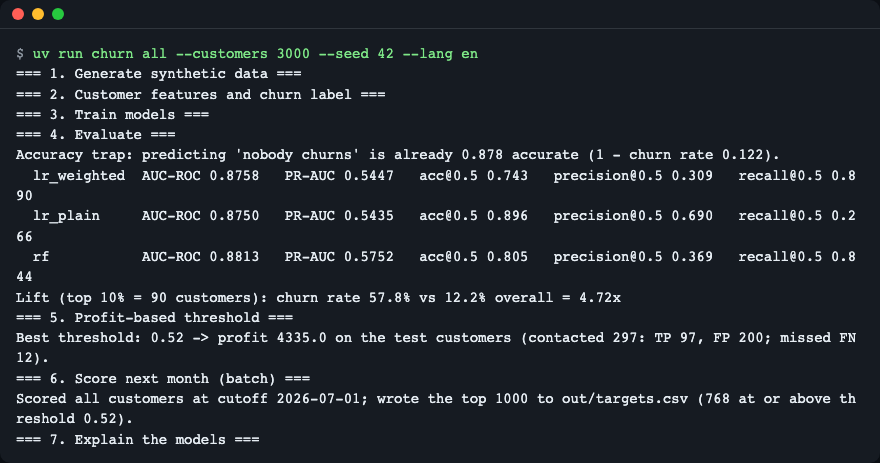 $ uv run churn all --customers 3000 --seed 42 --lang en
=== 1. Generate synthetic data ===
=== 2. Customer features and churn label ===
=== 3. Train models ===
=== 4. Evaluate ===
Accuracy trap: predicting 'nobody churns' is already 0.878 accurate (1 - churn rate 0.122).
  lr_weighted  AUC-ROC 0.8758   PR-AUC 0.5447   acc@0.5 0.743   precision@0.5 0.309   recall@0.5 0.8
90
  lr_plain     AUC-ROC 0.8750   PR-AUC 0.5435   acc@0.5 0.896   precision@0.5 0.690   recall@0.5 0.2
66
  rf           AUC-ROC 0.8813   PR-AUC 0.5752   acc@0.5 0.805   precision@0.5 0.369   recall@0.5 0.8
44
Lift (top 10% = 90 customers): churn rate 57.8% vs 12.2% overall = 4.72x
=== 5. Profit-based threshold ===
Best threshold: 0.52 -> profit 4335.0 on the test customers (contacted 297: TP 97, FP 200; missed FN
12).
=== 6. Score next month (batch) ===
Scored all customers at cutoff 2026-07-01; wrote the top 1000 to out/targets.csv (768 at or above th
reshold 0.52).
=== 7. Explain the models ===